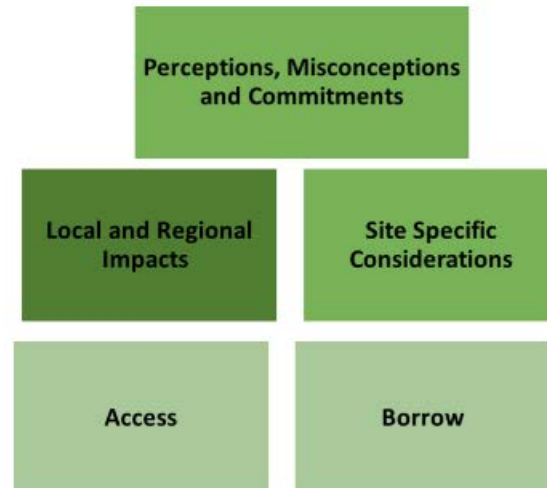 Perceptions, Misconceptions
and Commitments
Local and Regional
Impacts
Site Specific
Considerations
Access
Borrow